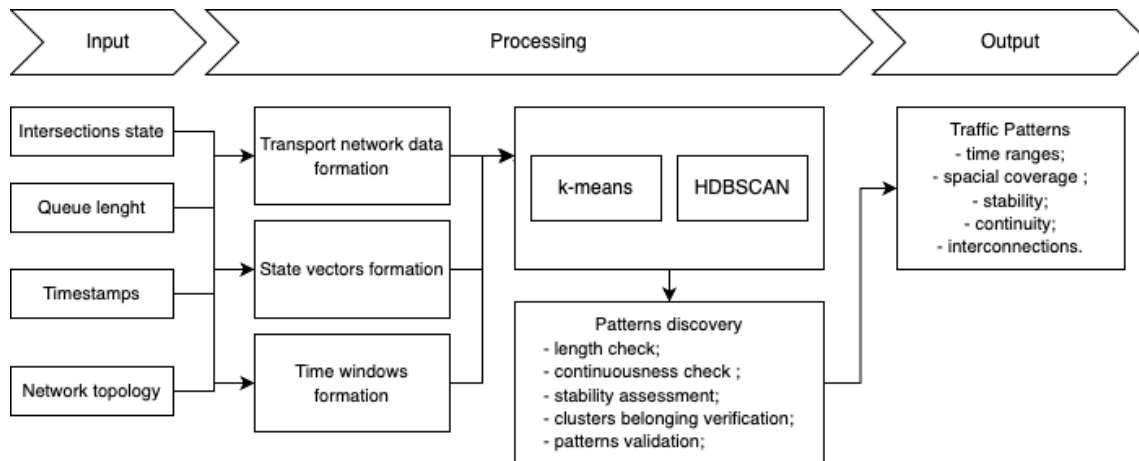 Input
Processing
Output
Intersections state
Queue lenght
Timestamps
Network topology
Transport network data
formation
State vectors formation
Time windows
formation
k-means
HDBSCAN
Patterns discovery
- length check;
- continuousness check ;
- stability assessment;
- clusters belonging verification;
- patterns validation;
Traffic Patterns
- time ranges;
- spacial coverage ;
- stability;
- continuity;
- interconnections.